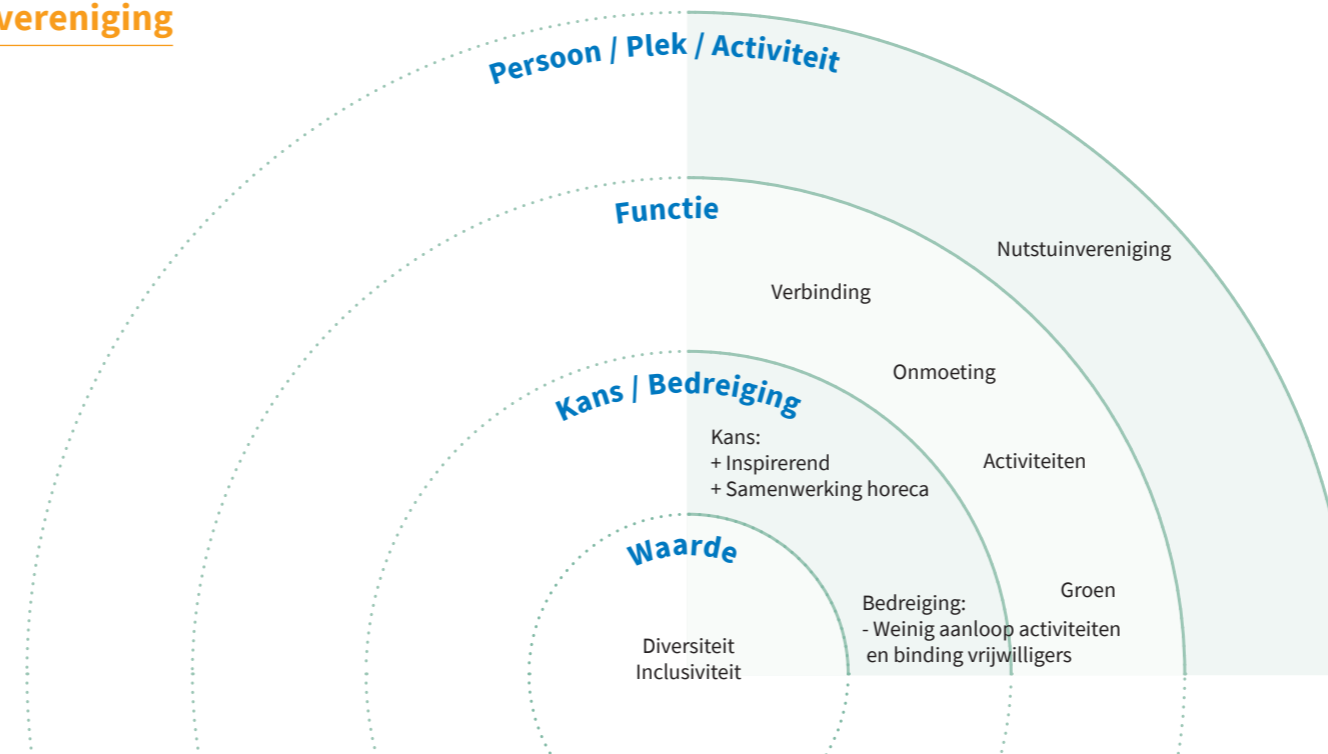 vereniging
Persoon / Plek / Activiteit
Functie
Nutstuinvereniging
Verbinding
Onmoeting
Kans / Bedreiging
Kans:
+ Inspirerend
+ Samenwerking horeca
Activiteiten
Waarde
Groen
Bedreiging:
- Weinig aanloop activiteiten
en binding vrijwilligers
Diversiteit
Inclusiviteit